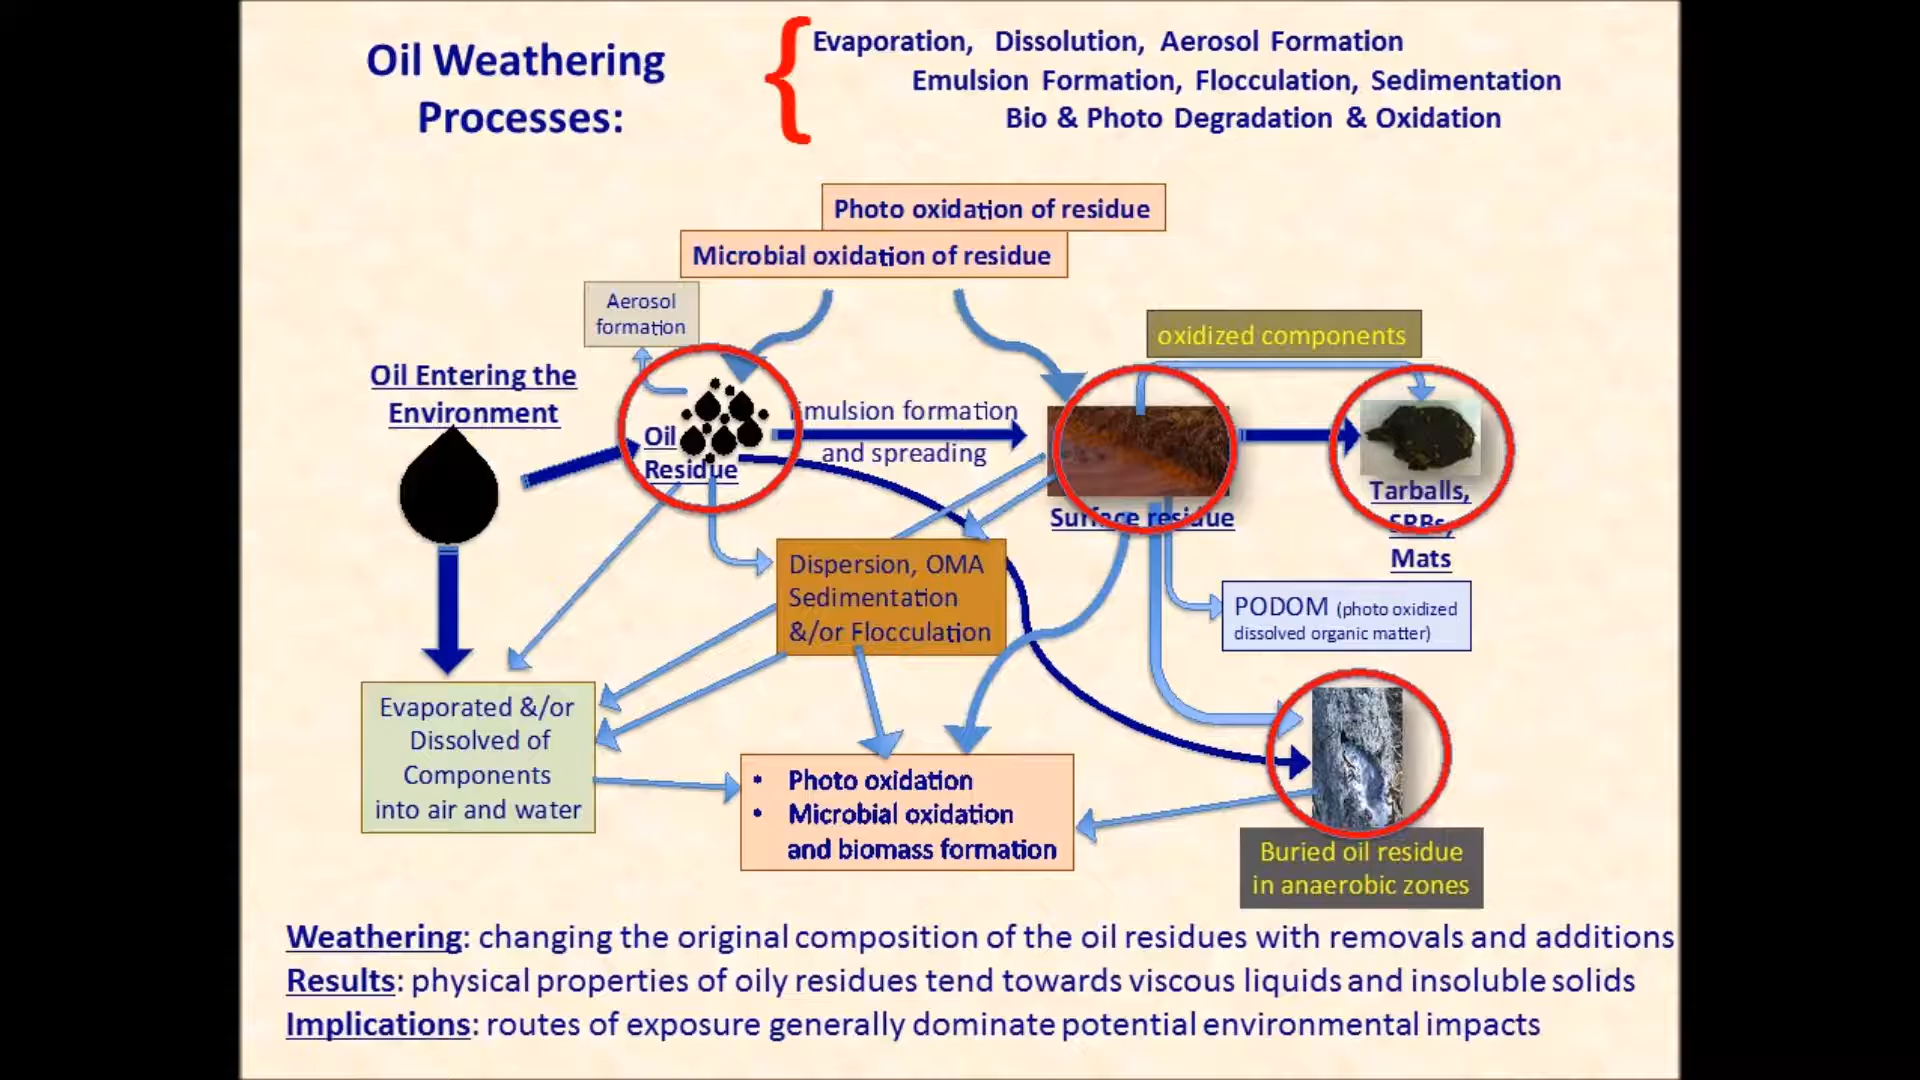 Oil Weathering
Processes:
Evaporation, Dissolution, Aerosol Formation
Emulsion Formation, Flocculation, Sedimentation
Bio & Photo Degradation & Oxidation
Photo oxidation of residue
Microbial oxidation of residue
Aerosol
formation
oxidized components
Oil Entering the
Environment
Oil
Residue
Emulsion formation
and spreading
Surface residue
Tarballs,
SRBs,
Mats
Dispersion, OMA
Sedimentation
&/or Flocculation
PODOM (photo oxidized
dissolved organic matter)
Evaporated &/or
Dissolved of
Components
into air and water
• Photo oxidation
• Microbial oxidation
and biomass formation
Buried oil residue
in anaerobic zones
Weathering: changing the original composition of the oil residues with removals and additions
Results: physical properties of oily residues tend towards viscous liquids and insoluble solids
Implications: routes of exposure generally dominate potential environmental impacts